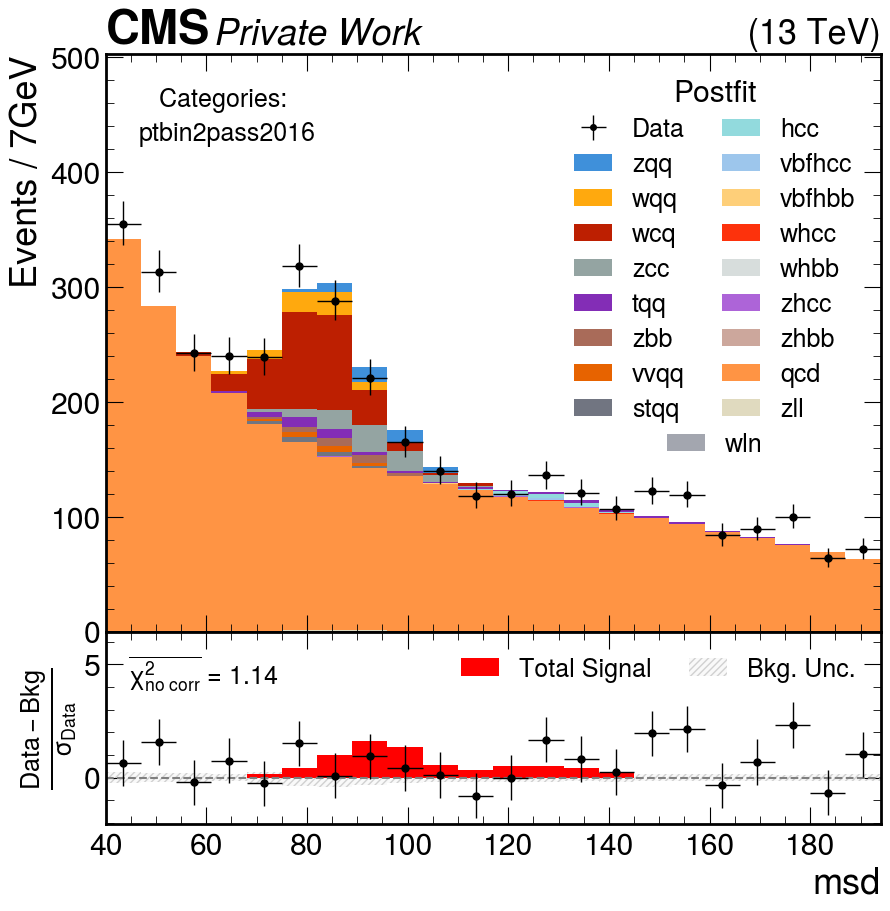 CMS Private Work (13 TeV)
Events / 7GeV
500
400
300
200
100
0
Categories:
ptbin2pass2016
Postfit
Data hcc
zqq vbfhcc
wqq vbfhbb
wcq whcc
zcc whbb
tqq zhcc
zbb zhbb
vvqq qcd
stqq zll
wln
Data – Bkg
σData
5
0
χ2no corr = 1.14
Total Signal Bkg. Unc.
40 60 80 100 120 140 160 180
msd